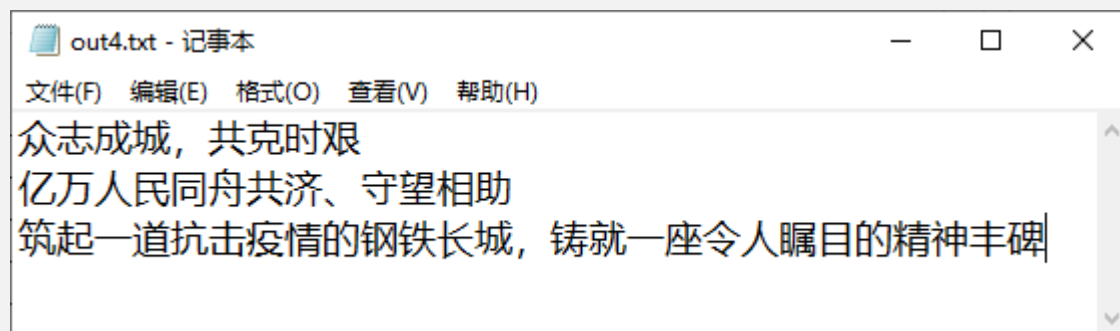 out4.txt - 记事本
文件(F) 编辑(E) 格式(O) 查看(V) 帮助(H)
众志成城，共克时艰
亿万人民同舟共济、守望相助
筑起一道抗击疫情的钢铁长城，铸就一座令人瞩目的精神丰碑